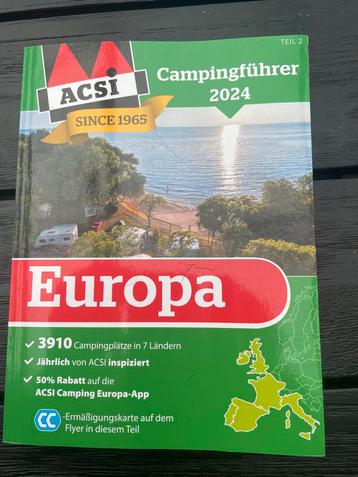 TEIL 2
ACSI
SINCE 1965
Campingführer
2024
Europa
3910 Campingplätze in 7 Ländern
Jährlich von ACSI inspiziert
50% Rabatt auf die
ACSI Camping Europa-App
CC -Ermäßigungskarte auf dem
Flyer in diesem Teil